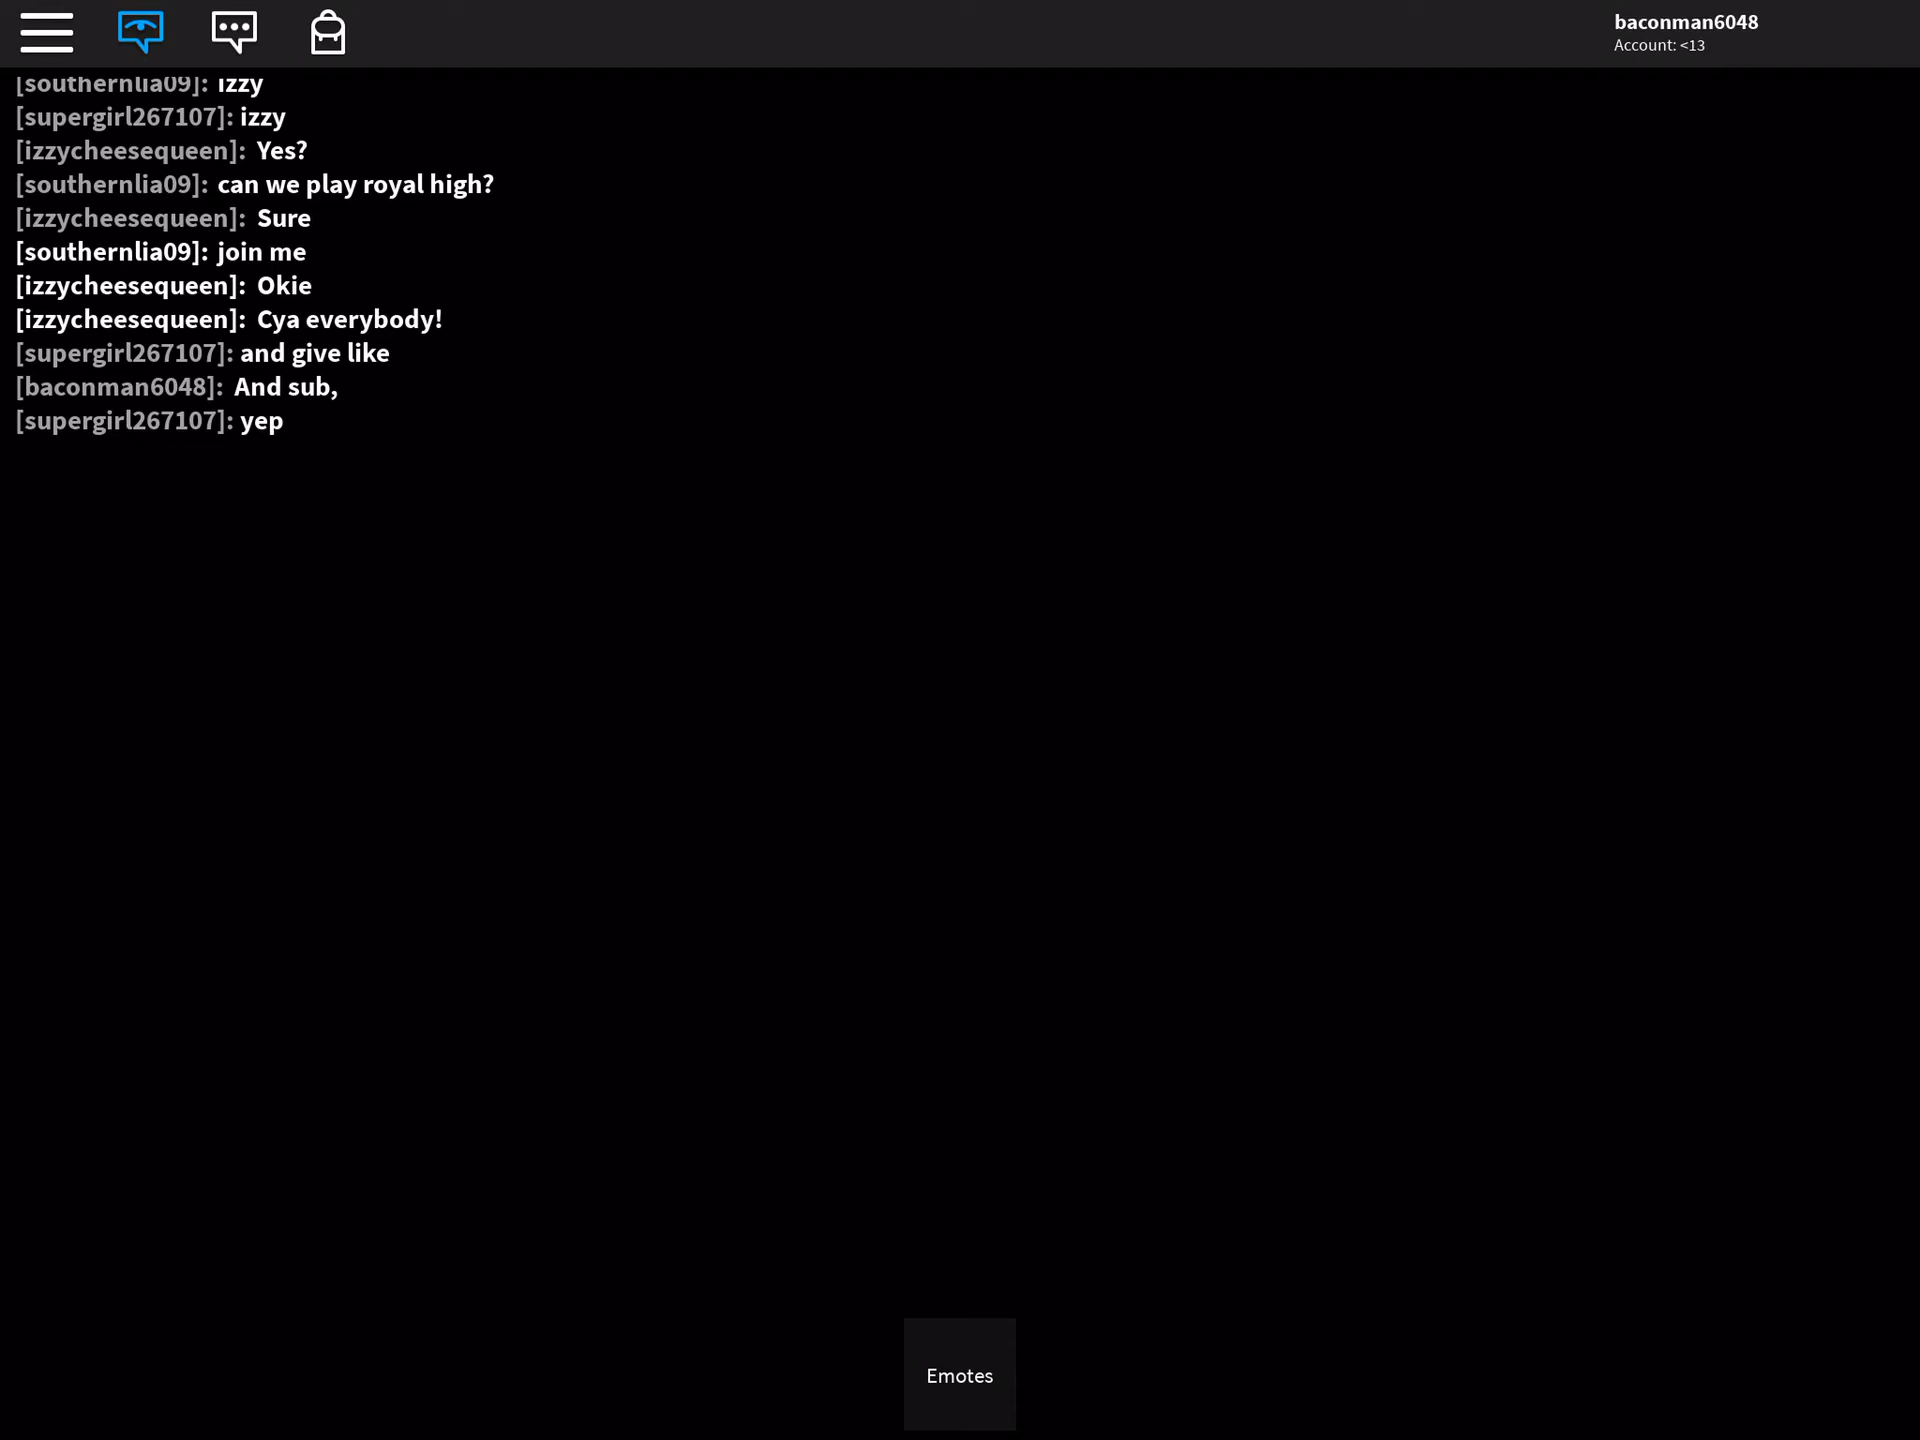 baconman6048
Account: <13
[southernlia09]: izzy
[supergirl267107]: izzy
[izzycheesequeen]: Yes?
[southernlia09]: can we play royal high?
[izzycheesequeen]: Sure
[southernlia09]: join me
[izzycheesequeen]: Okie
[izzycheesequeen]: Cya everybody!
[supergirl267107]: and give like
[baconman6048]: And sub,
[supergirl267107]: yep
Emotes